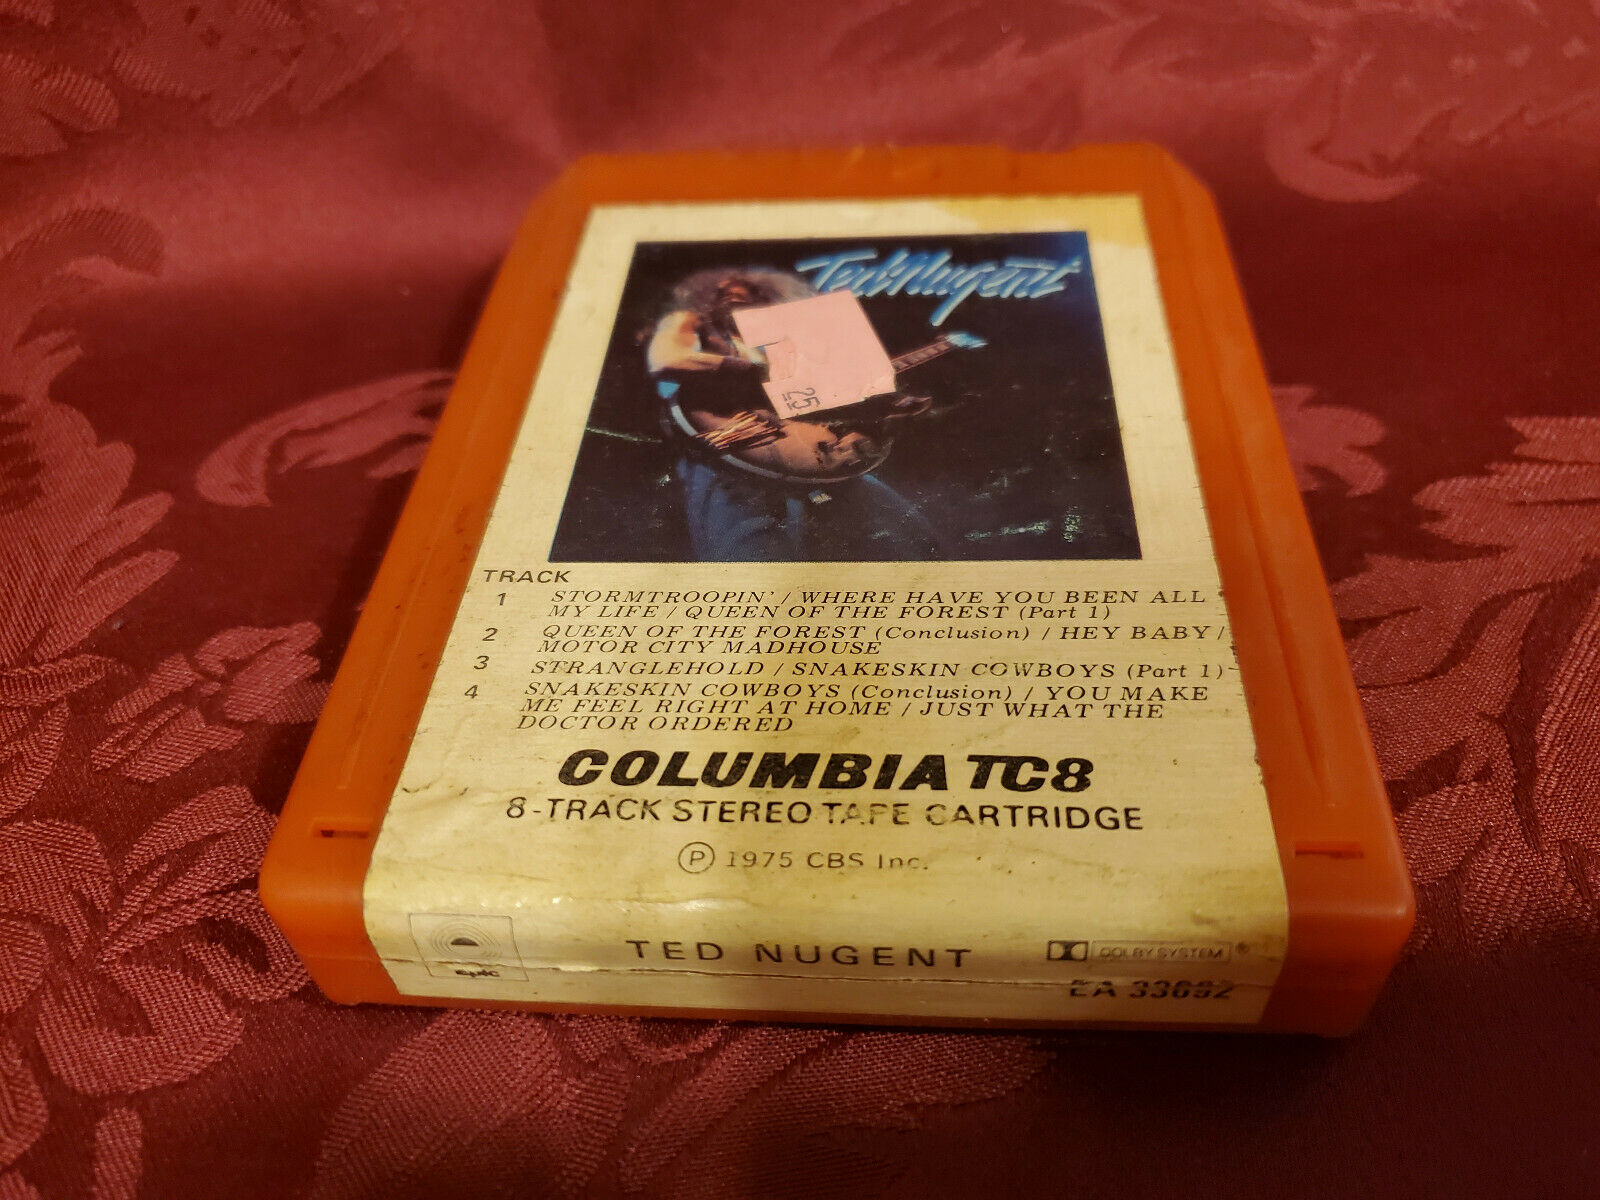 Ted Nugent
25
TRACK
1 STORMTROOPIN' / WHERE HAVE YOU BEEN ALL
MY LIFE / QUEEN OF THE FOREST (Part 1)
2 QUEEN OF THE FOREST (Conclusion) / HEY BABY /
MOTOR CITY MADHOUSE
3 STRANGLEHOLD / SNAKESKIN COWBOYS (Part 1)
4 SNAKESKIN COWBOYS (Conclusion) / YOU MAKE
ME FEEL RIGHT AT HOME / JUST WHAT THE
DOCTOR ORDERED
COLUMBIA TC8
8-TRACK STEREO TAPE CARTRIDGE
Ⓟ 1975 CBS Inc.
epic
TED NUGENT
DOLBY SYSTEM ®
EA 33692